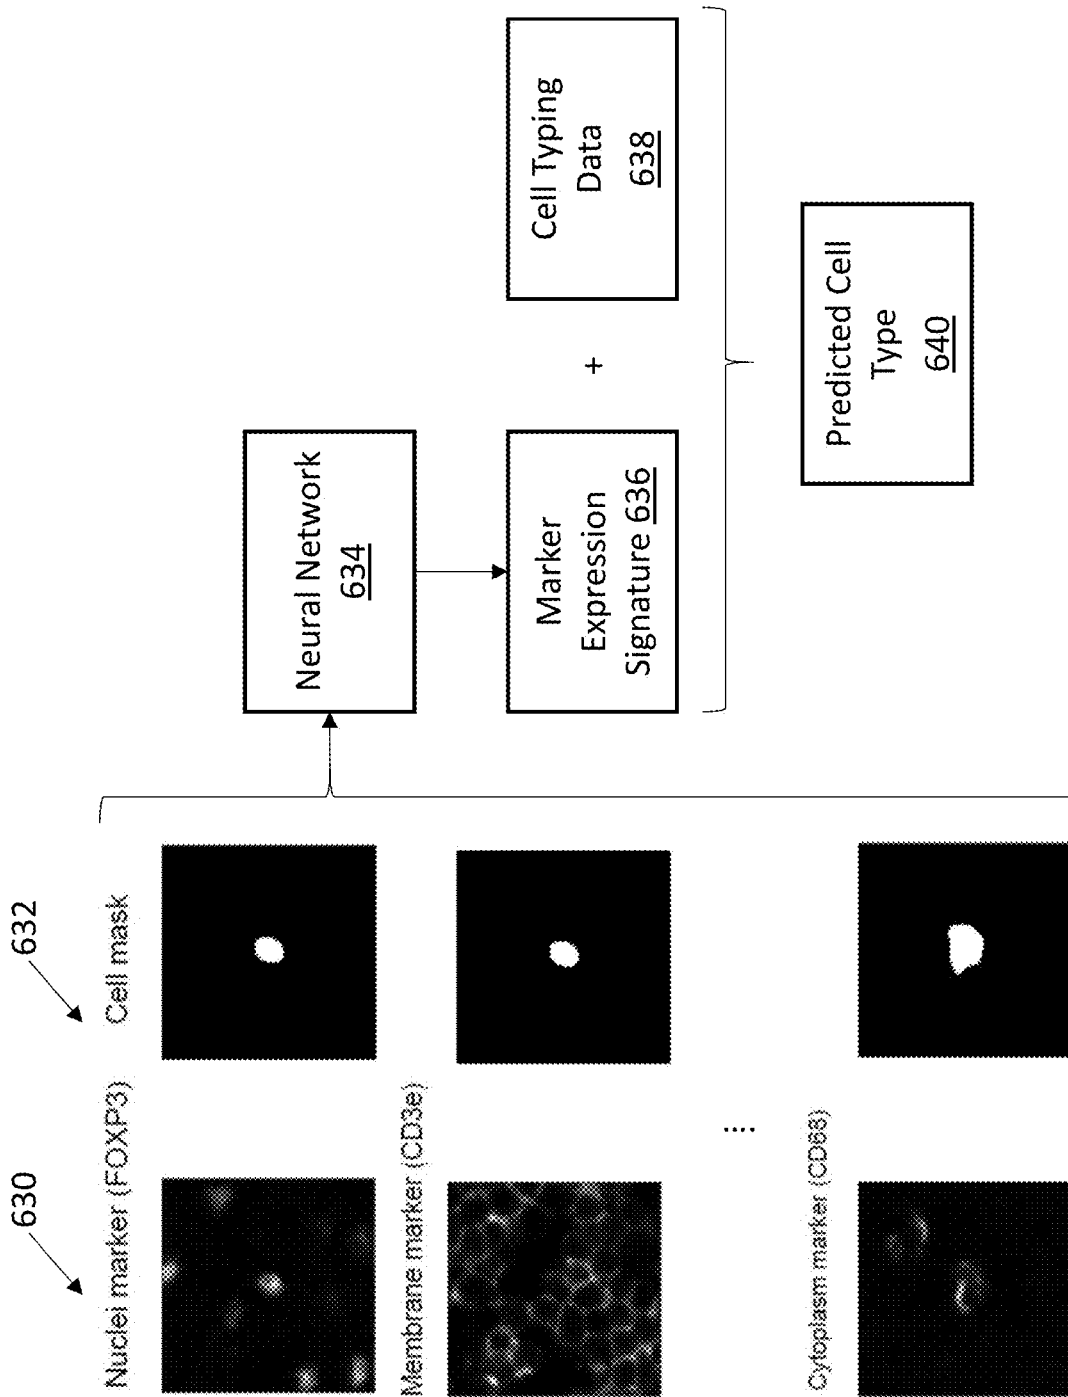 630
632
Nuclei marker (FOXP3)
Cell mask
Membrane marker (CD3e)
....
Cytoplasm marker (CD68)
Neural Network
634
Marker
Expression
Signature 636
+
Cell Typing
Data
638
Predicted Cell
Type
640